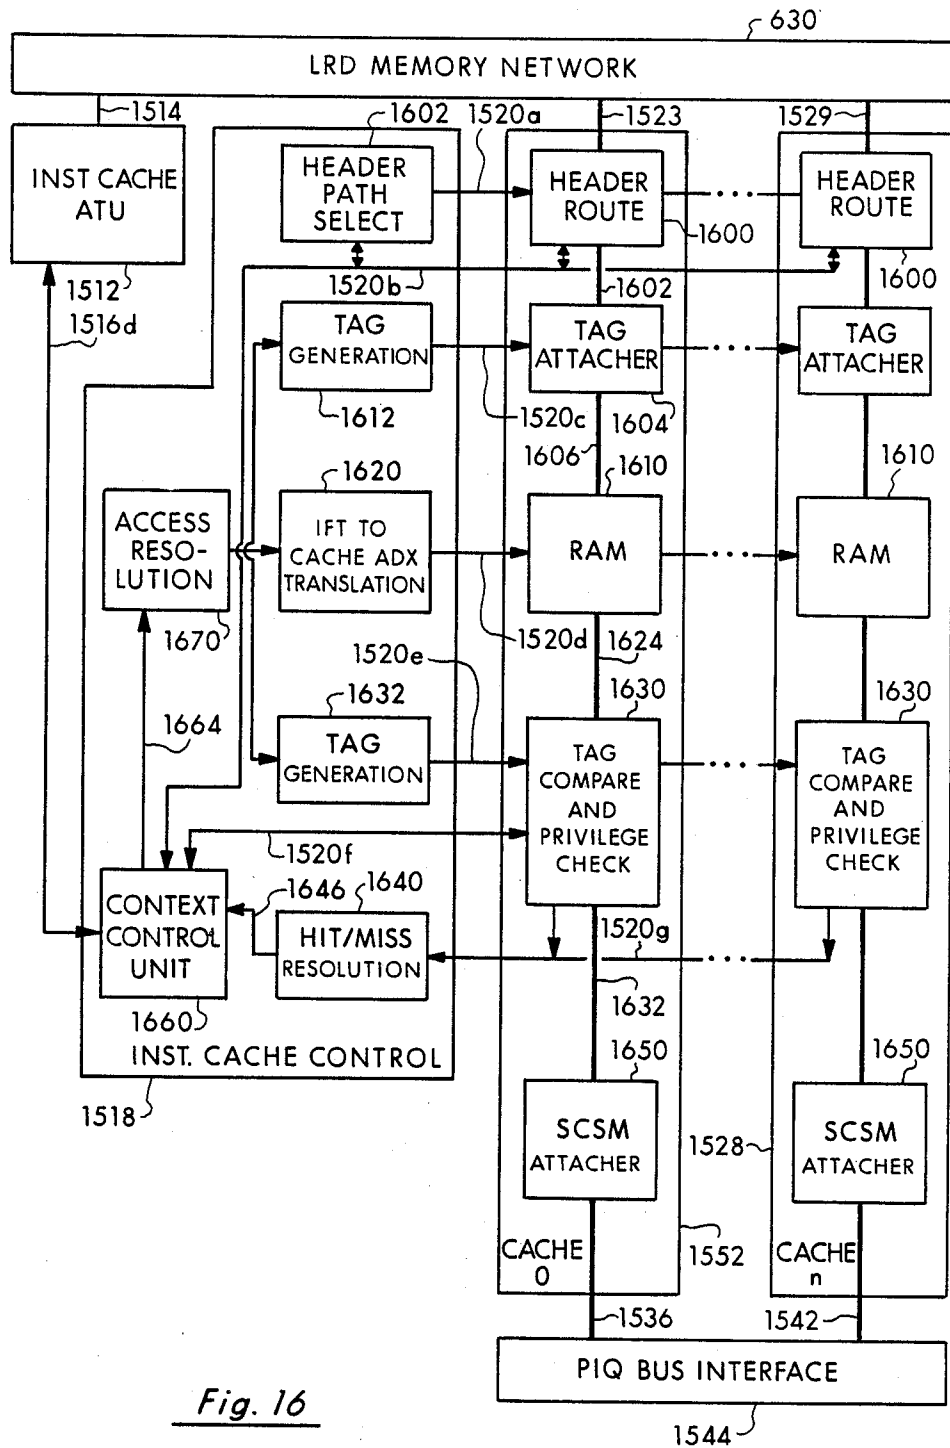 630
LRD MEMORY NETWORK
1514
1602
1520a
1523
1529
INST CACHE
ATU
HEADER
PATH
SELECT
HEADER
ROUTE
HEADER
ROUTE
1600
1600
1512
1520b
1602
1516d
TAG
GENERATION
TAG
ATTACHER
TAG
ATTACHER
1612
1520c
1604
1606
1620
1610
1610
ACCESS
RESO-
LUTION
IFT TO
CACHE ADX
TRANSLATION
RAM
RAM
1670
1520d
1624
1520e
1632
1630
1630
1664
TAG
GENERATION
TAG
COMPARE
AND
PRIVILEGE
CHECK
TAG
COMPARE
AND
PRIVILEGE
CHECK
1520f
1646
1640
CONTEXT
CONTROL
UNIT
HIT/MISS
RESOLUTION
1520g
1632
1660
INST. CACHE CONTROL
1518
1650
1650
SCSM
ATTACHER
SCSM
ATTACHER
1528
1552
CACHE
0
CACHE
n
1536
1542
PIQ BUS INTERFACE
1544
Fig. 16